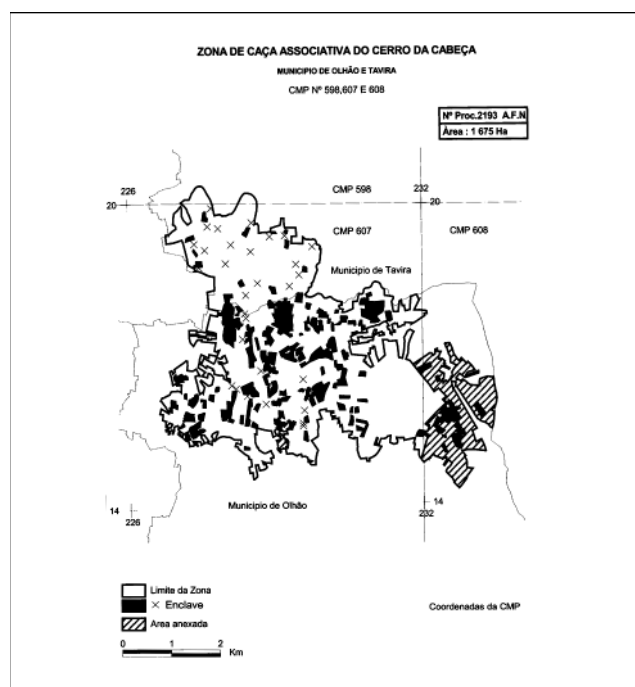 ZONA DE CAÇA ASSOCIATIVA DO CERRO DA CABEÇA
MUNICIPIO DE OLHÃO E TAVIRA
CMP Nº 598,607 E 608
Nº Proc.2193 A.F.N
Área : 1 675 Ha
226
CMP 598
232
20
20
CMP 607
CMP 608
Municipio de Tavira
14
226
Municipio de Olhão
14
232
Limite da Zona
Enclave
Area anexada
Coordenadas da CMP
0 1 2
Km